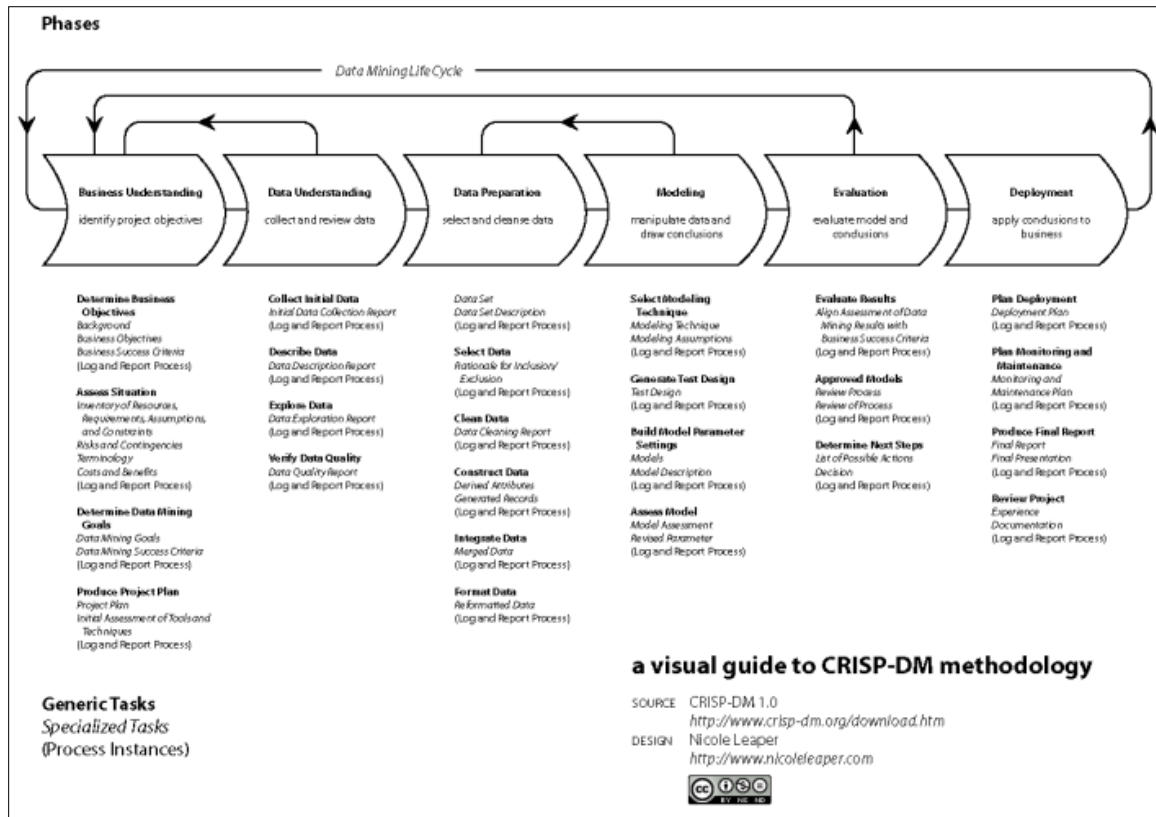 Phases
Data Mining Life Cycle
Business Understanding
identify project objectives
Data Understanding
collect and review data
Data Preparation
select and cleanse data
Modeling
manipulate data and
draw conclusions
Evaluation
evaluate model and
conclusions
Deployment
apply conclusions to
business
Determine Business
Objectives
Background
Business Objectives
Business Success Criteria
(Log and Report Process)
Assess Situation
Inventory of Resources,
Requirements, Assumptions,
and Constraints
Risks and Contingencies
Terminology
Costs and Benefits
(Log and Report Process)
Determine Data Mining
Goals
Data Mining Goals
Data Mining Success Criteria
(Log and Report Process)
Produce Project Plan
Project Plan
Initial Assessment of Tools and
Techniques
(Log and Report Process)
Collect Initial Data
Initial Data Collection Report
(Log and Report Process)
Describe Data
Data Description Report
(Log and Report Process)
Explore Data
Data Exploration Report
(Log and Report Process)
Verify Data Quality
Data Quality Report
(Log and Report Process)
Data Set
Data Set Description
(Log and Report Process)
Select Data
Rationale for Inclusion/
Exclusion
(Log and Report Process)
Clean Data
Data Cleaning Report
(Log and Report Process)
Construct Data
Derived Attributes
Generated Records
(Log and Report Process)
Integrate Data
Merged Data
(Log and Report Process)
Format Data
Reformatted Data
(Log and Report Process)
Select Modeling
Technique
Modeling Technique
Modeling Assumptions
(Log and Report Process)
Generate Test Design
Test Design
(Log and Report Process)
Build Model Parameter
Settings
Models
Model Description
(Log and Report Process)
Assess Model
Model Assessment
Revised Parameter
(Log and Report Process)
Evaluate Results
Align Assessment of Data
Mining Results with
Business Success Criteria
(Log and Report Process)
Approved Models
Review Process
Review of Process
(Log and Report Process)
Determine Next Steps
List of Possible Actions
Decision
(Log and Report Process)
Plan Deployment
Deployment Plan
(Log and Report Process)
Plan Monitoring and
Maintenance
Monitoring and
Maintenance Plan
(Log and Report Process)
Produce Final Report
Final Report
Final Presentation
(Log and Report Process)
Review Project
Experience
Documentation
(Log and Report Process)
Generic Tasks
Specialized Tasks
(Process Instances)
a visual guide to CRISP-DM methodology
SOURCE CRISP-DM 1.0
http://www.crisp-dm.org/download.htm
DESIGN Nicole Leaper
http://www.nicoleleaper.com
cc
BY NC ND